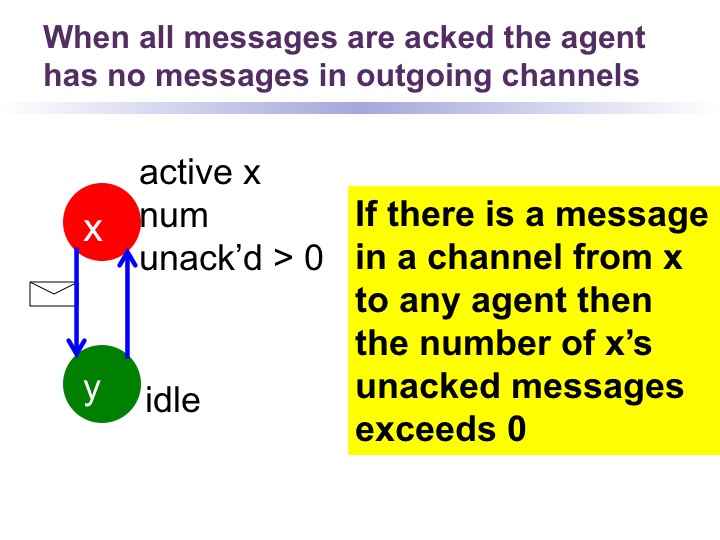 When all messages are acked the agent
has no messages in outgoing channels
active x
num
unack’d > 0
x
y
idle
If there is a message
in a channel from x
to any agent then
the number of x’s
unacked messages
exceeds 0